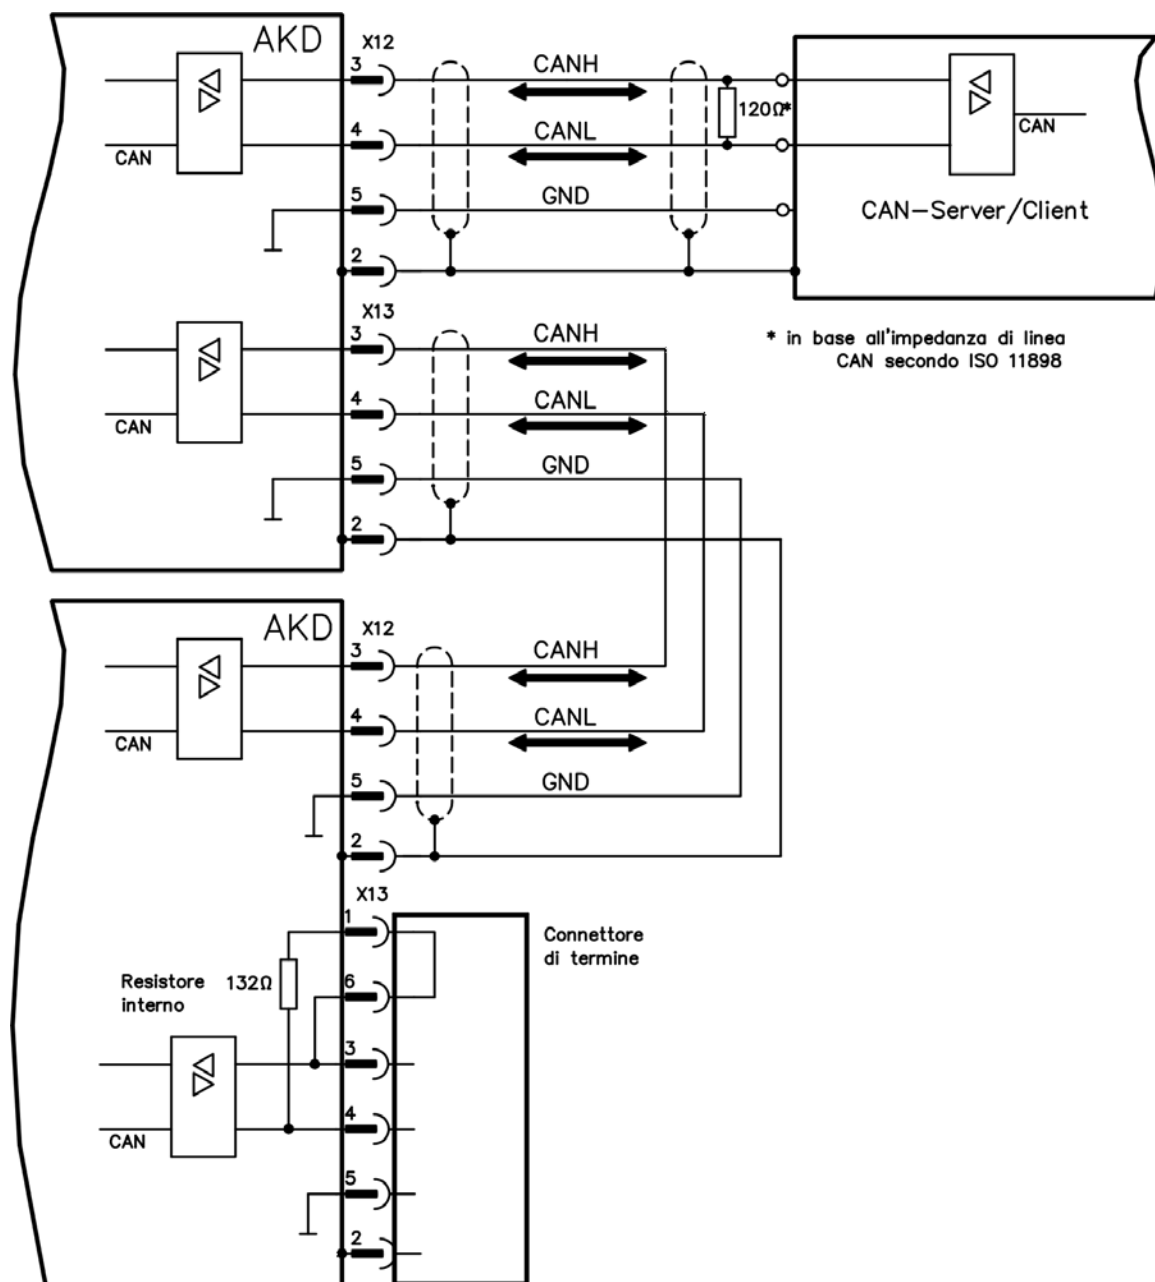 AKD
X12
3
CANH
120Ω*
4
CANL
CAN
CAN
5
GND
CAN-Server/Client
2
X13
3
CANH
* in base all'impedanza di linea
CAN secondo ISO 11898
4
CANL
CAN
5
GND
2
AKD
X12
3
CANH
4
CANL
CAN
5
GND
2
X13
1
Connettore
di termine
Resistore
interno
132Ω
6
3
4
CAN
5
2